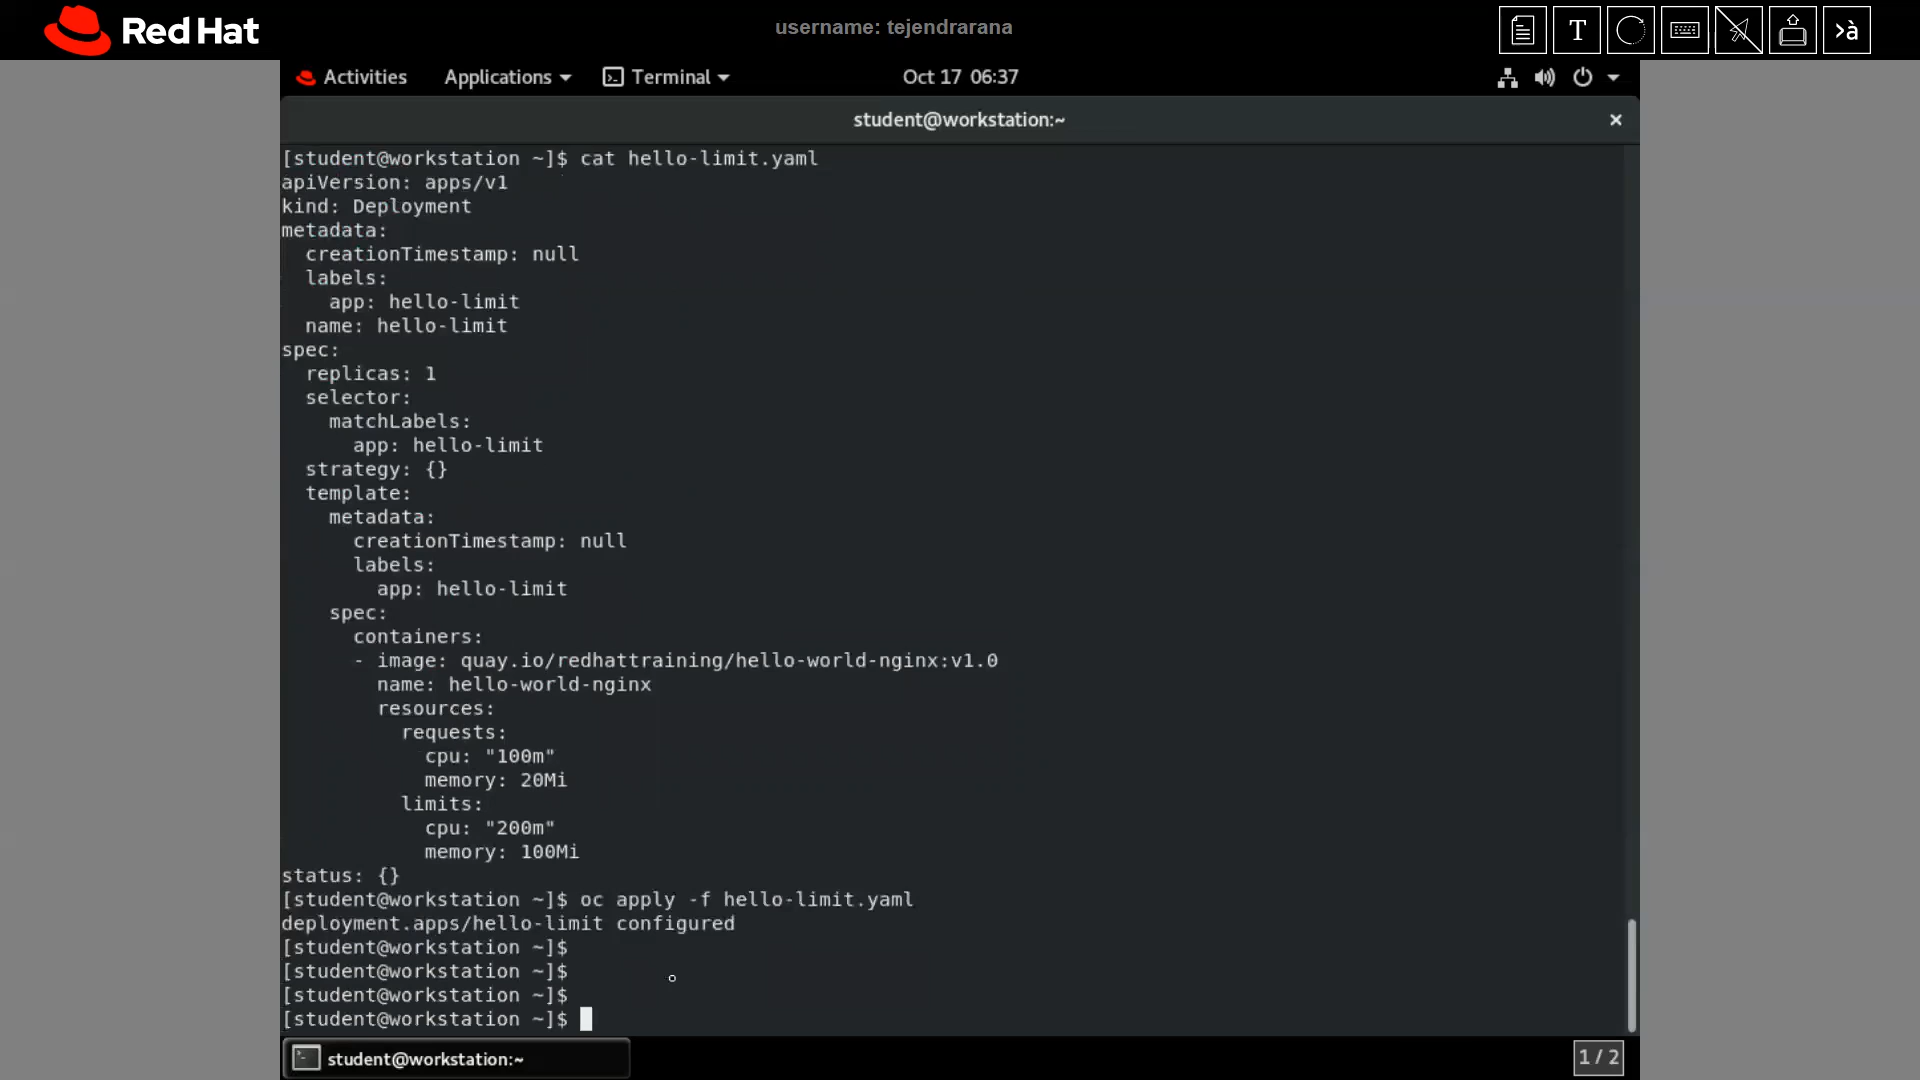 Red Hat
username: tejendrarana
T
>à
Activities Applications Terminal Oct 17 06:37
student@workstation:~ ×
[student@workstation ~]$ cat hello-limit.yaml
apiVersion: apps/v1
kind: Deployment
metadata:
  creationTimestamp: null
  labels:
    app: hello-limit
  name: hello-limit
spec:
  replicas: 1
  selector:
    matchLabels:
      app: hello-limit
  strategy: {}
  template:
    metadata:
      creationTimestamp: null
      labels:
        app: hello-limit
    spec:
      containers:
      - image: quay.io/redhattraining/hello-world-nginx:v1.0
        name: hello-world-nginx
        resources:
          requests:
            cpu: "100m"
            memory: 20Mi
          limits:
            cpu: "200m"
            memory: 100Mi
status: {}
[student@workstation ~]$ oc apply -f hello-limit.yaml
deployment.apps/hello-limit configured
[student@workstation ~]$
[student@workstation ~]$
[student@workstation ~]$
[student@workstation ~]$
student@workstation:~ 1 / 2